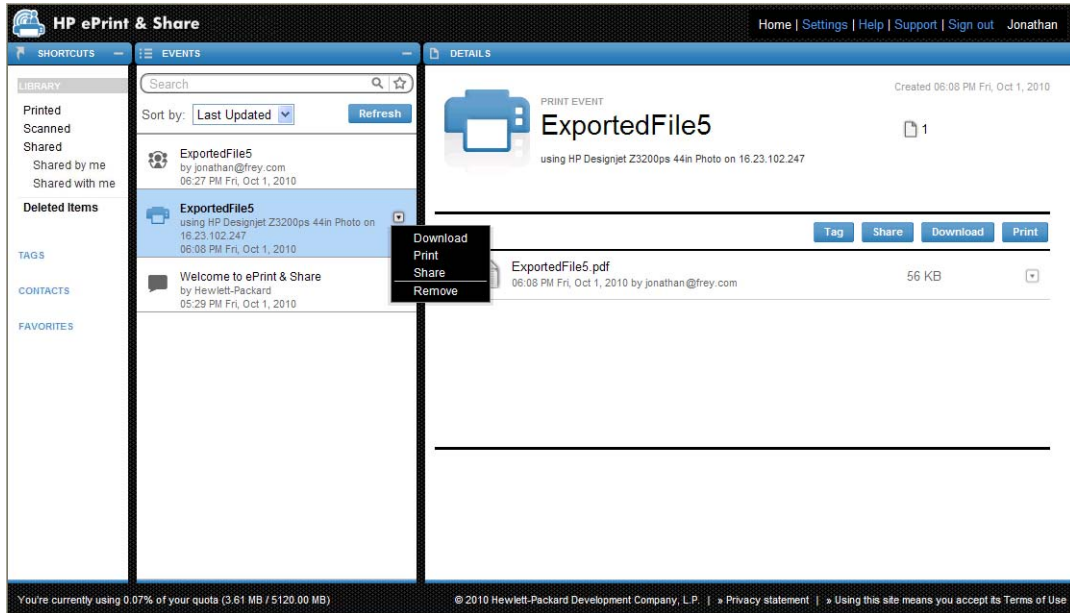 HP ePrint & Share
Home | Settings | Help | Support | Sign out Jonathan
SHORTCUTS
LIBRARY
Printed
Scanned
Shared
Shared by me
Shared with me
Deleted Items
TAGS
CONTACTS
FAVORITES
EVENTS
Search
Sort by: Last Updated Refresh
ExportedFile5
by jonathan@frey.com
06:27 PM Fri, Oct 1, 2010
ExportedFile5
using HP Designjet Z3200ps 44in Photo on
16.23.102.247
06:08 PM Fri, Oct 1, 2010
Download
Print
Share
Remove
Welcome to ePrint & Share
by Hewlett-Packard
05:29 PM Fri, Oct 1, 2010
DETAILS
Created 06:08 PM Fri, Oct 1, 2010
PRINT EVENT
ExportedFile5
1
using HP Designjet Z3200ps 44in Photo on 16.23.102.247
Tag Share Download Print
ExportedFile5.pdf
56 KB
06:08 PM Fri, Oct 1, 2010 by jonathan@frey.com
You're currently using 0.07% of your quota (3.61 MB / 5120.00 MB)
© 2010 Hewlett-Packard Development Company, L.P. | » Privacy statement | » Using this site means you accept its Terms of Use